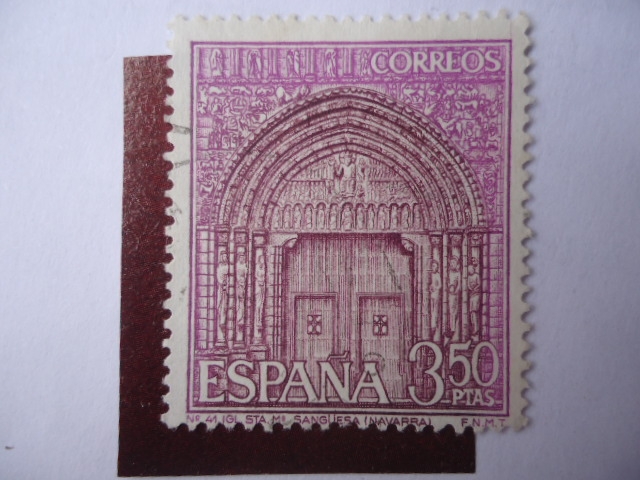 CORREOS
ESPAÑA 3,50
PTAS
Nº 41 IGL STA. Mª SANGÜESA (NAVARRA) F.N.M.T.